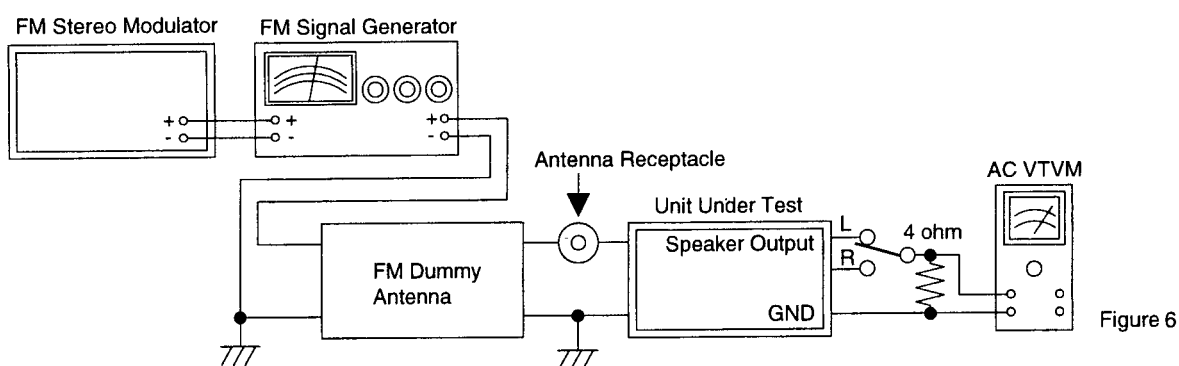 FM Stereo Modulator
FM Signal Generator
+
-
+
-
+
-
Antenna Receptacle
AC VTVM
Unit Under Test
Speaker Output
L
R
4 ohm
FM Dummy
Antenna
GND
Figure 6